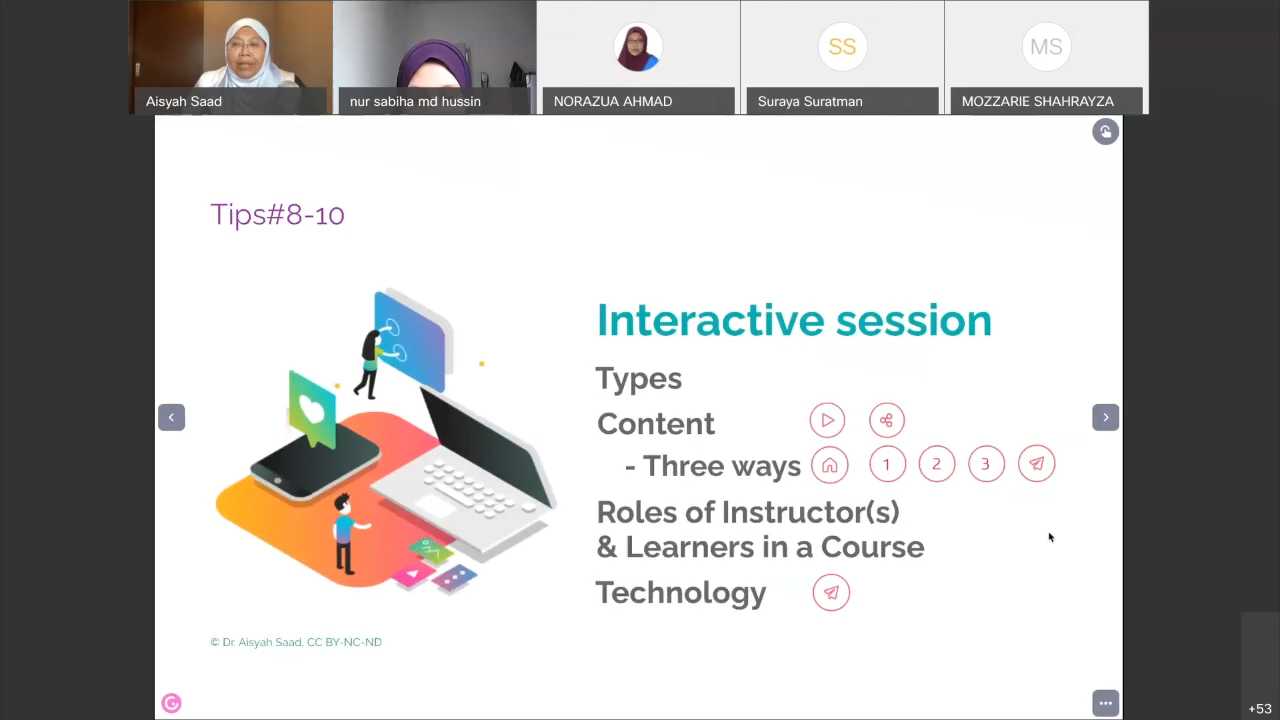 Aisyah Saad
nur sabiha md hussin
NORAZUA AHMAD
SS
Suraya Suratman
MS
MOZZARIE SHAHRAYZA
Tips#8-10
Interactive session
Types
Content
- Three ways 1 2 3
Roles of Instructor(s)
& Learners in a Course
Technology
© Dr. Aisyah Saad, CC BY-NC-ND
+53